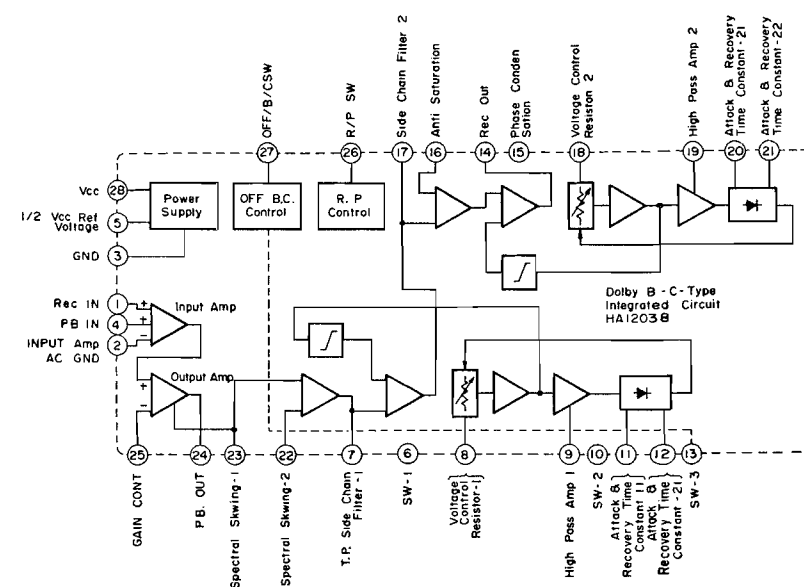 OFF/B/CSW
R/P SW
Side Chain Filter 2
Anti Saturation
Rec Out
Phase Conden
Sation
Voltage Control
Resiston 2
High Pass Amp 2
Attack & Recovery
Time Constant-21
Attack & Recovery
Time Constant-22
27
26
17
16
14
15
18
19
20
21
Vcc
28
1/2 Vcc Ref
Voltage
5
GND
3
Power
Supply
OFF B.C.
Control
R. P
Control
Rec IN
1
PB IN
4
INPUT Amp
AC GND
2
+
+
−
Input Amp
+
−
Output Amp
Dolby B-C-Type
Integrated Circuit
HA12038
25
24
23
22
7
6
8
9
10
11
12
13
GAIN CONT
P.B. OUT
Spectral Skwing-1
Spectral Skwing-2
T.P. Side Chain
Filter-1
SW-1
Voltage
Control
Resistor-1
High Pass Amp 1
SW-2
Attack &
Recovery Time
Constant 11
Attack &
Recovery Time
Constant-21
SW-3